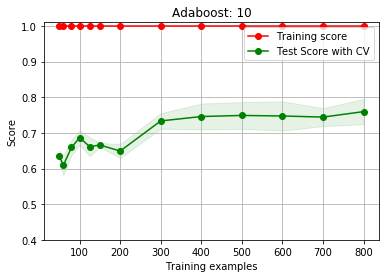 Adaboost: 10
1.0
0.9
0.8
0.7
0.6
0.5
0.4
Score
Training score
Test Score with CV
100 200 300 400 500 600 700 800
Training examples